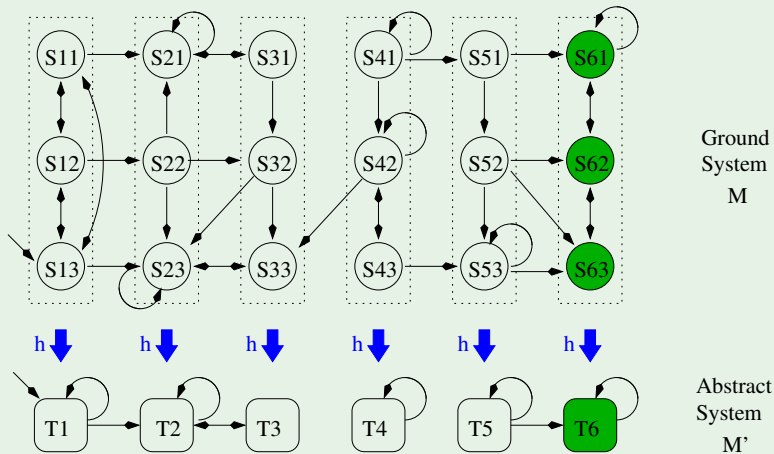 S11 S21 S31 S41 S51 S61
S12 S22 S32 S42 S52 S62
Ground
System
M
S13 S23 S33 S43 S53 S63
h h h h h h
T1 T2 T3 T4 T5 T6
Abstract
System
M'